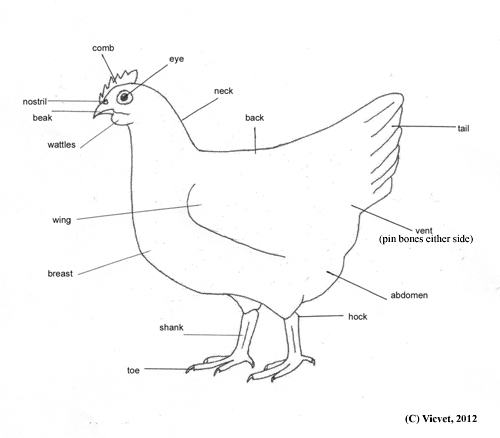 comb
eye
nostril
neck
beak
back
tail
wattles
wing
vent
(pin bones either side)
breast
abdomen
hock
shank
toe
(C) Vicvet, 2012